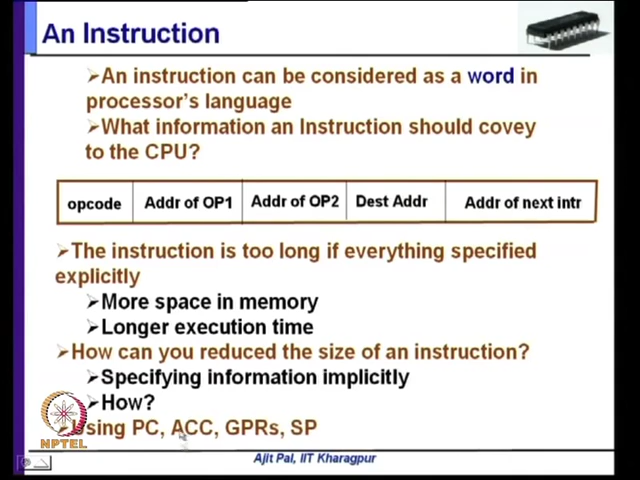 An Instruction
An instruction can be considered as a word in
processor's language
What information an Instruction should covey
to the CPU?
opcode Addr of OP1 Addr of OP2 Dest Addr Addr of next intr
The instruction is too long if everything specified
explicitly
More space in memory
Longer execution time
How can you reduced the size of an instruction?
Specifying information implicitly
How?
Using PC, ACC, GPRs, SP
NPTEL
Ajit Pal, IIT Kharagpur